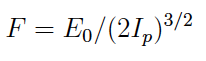 F = E_0/(2I_p)^{3/2}